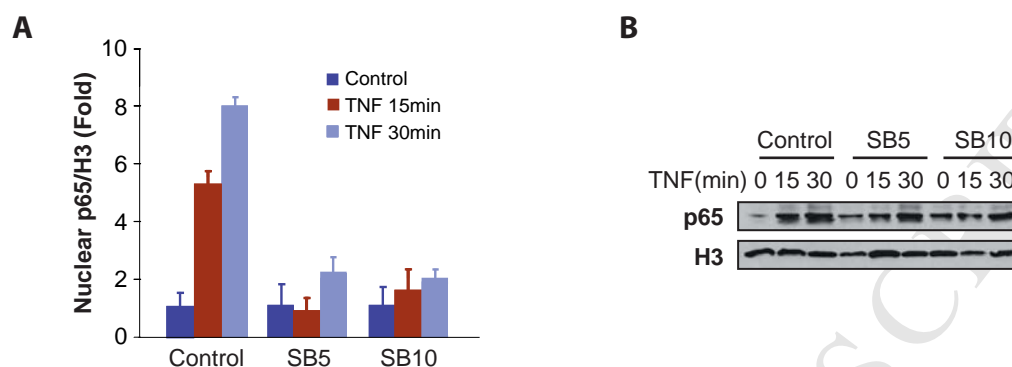 A
Nuclear p65/H3 (Fold)
10
8
6
4
2
0
Control
TNF 15min
TNF 30min
Control SB5 SB10
B
Control SB5 SB10
TNF(min) 0 15 30 0 15 30 0 15 30
p65
H3
SCRI